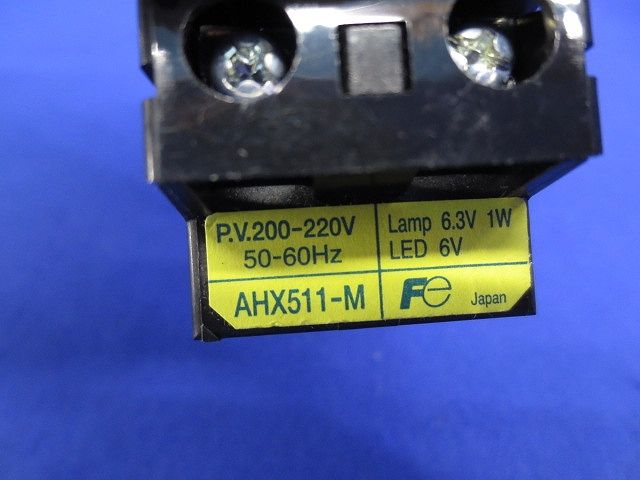 P.V.200-220V
50-60Hz
Lamp 6.3V 1W
LED 6V
AHX511-M
Fe Japan